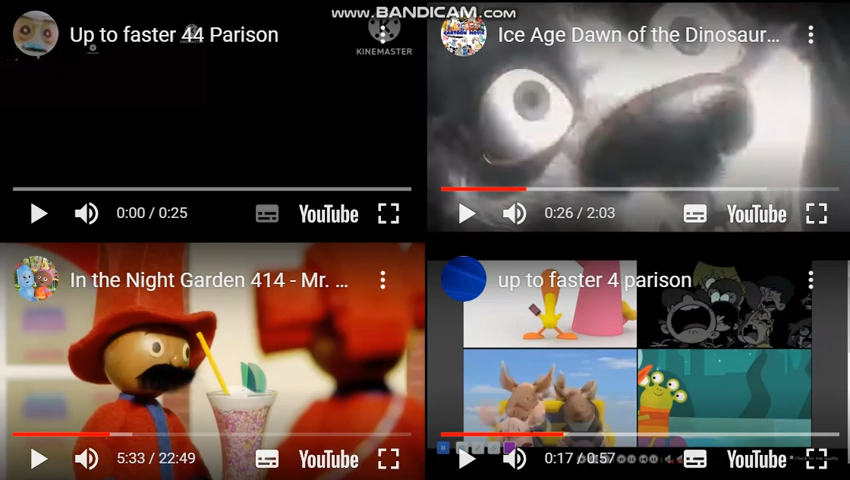 www.BANDICAM.com
Up to faster 44 Parison
KINEMASTER
0:00 / 0:25
YouTube
Ice Age Dawn of the Dinosaur...
0:26 / 2:03
YouTube
In the Night Garden 414 - Mr. ...
5:33 / 22:49
YouTube
up to faster 4 parison
0:17 / 0:57
YouTube